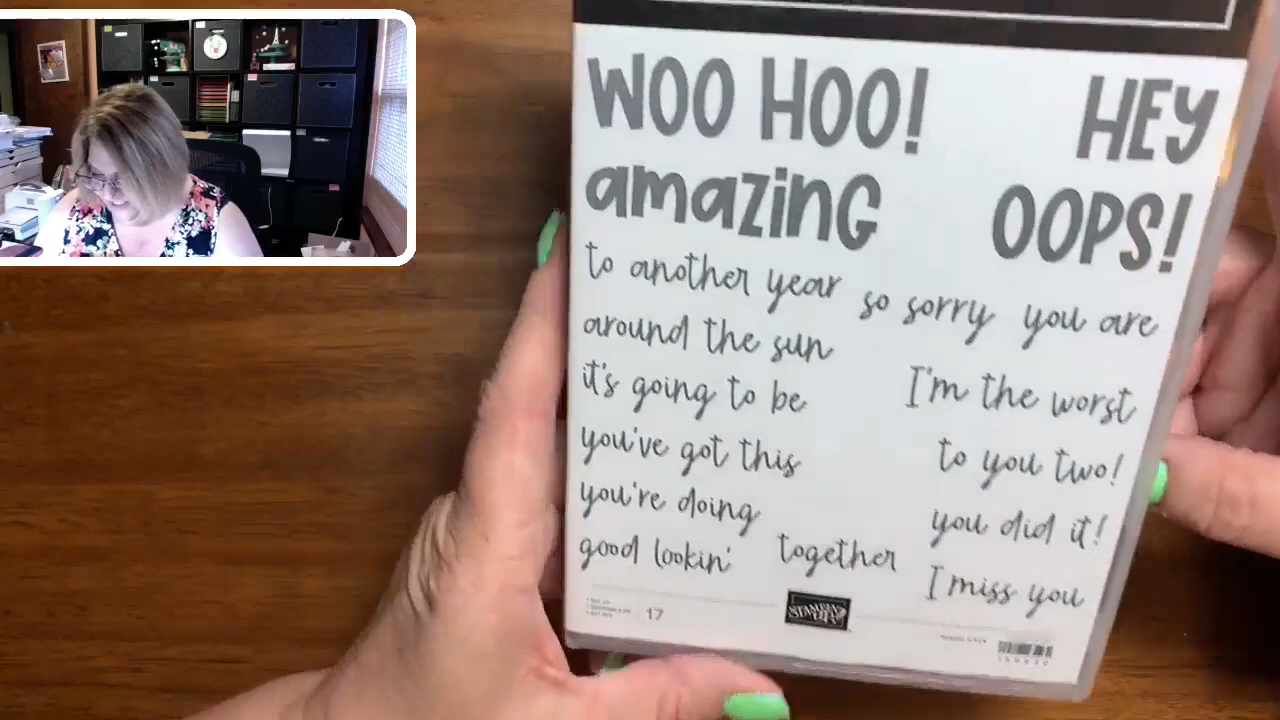 WOO HOO!
HEY
amazinG
OOPS!
to another year
so sorry
you are
around the sun
it's going to be
I'm the worst
you've got this
to you two!
you're doing
you did it!
good lookin'
together
I miss you
17
STAMPIN' UP!